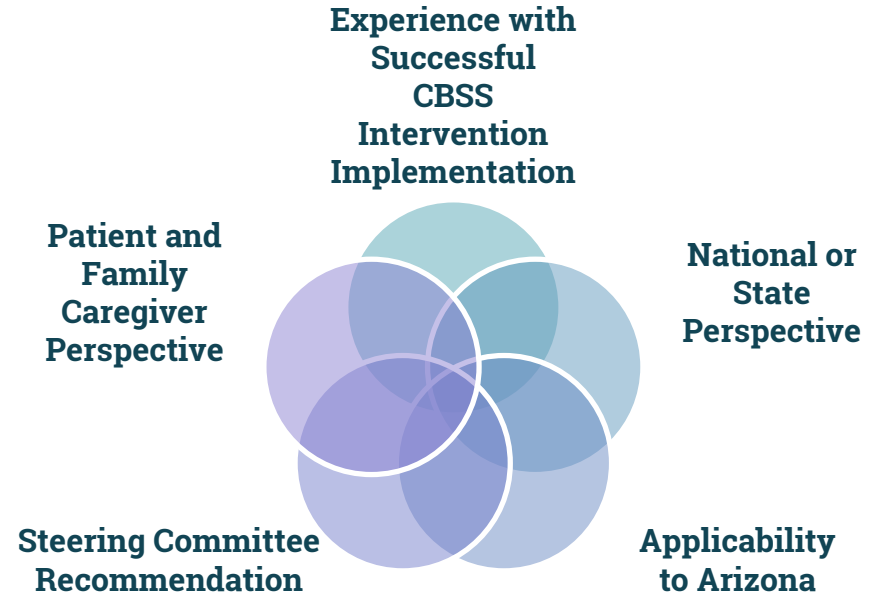 Experience with
Successful
CBSS
Intervention
Implementation
Patient and
Family
Caregiver
Perspective
National or
State
Perspective
Steering Committee
Recommendation
Applicability
to Arizona